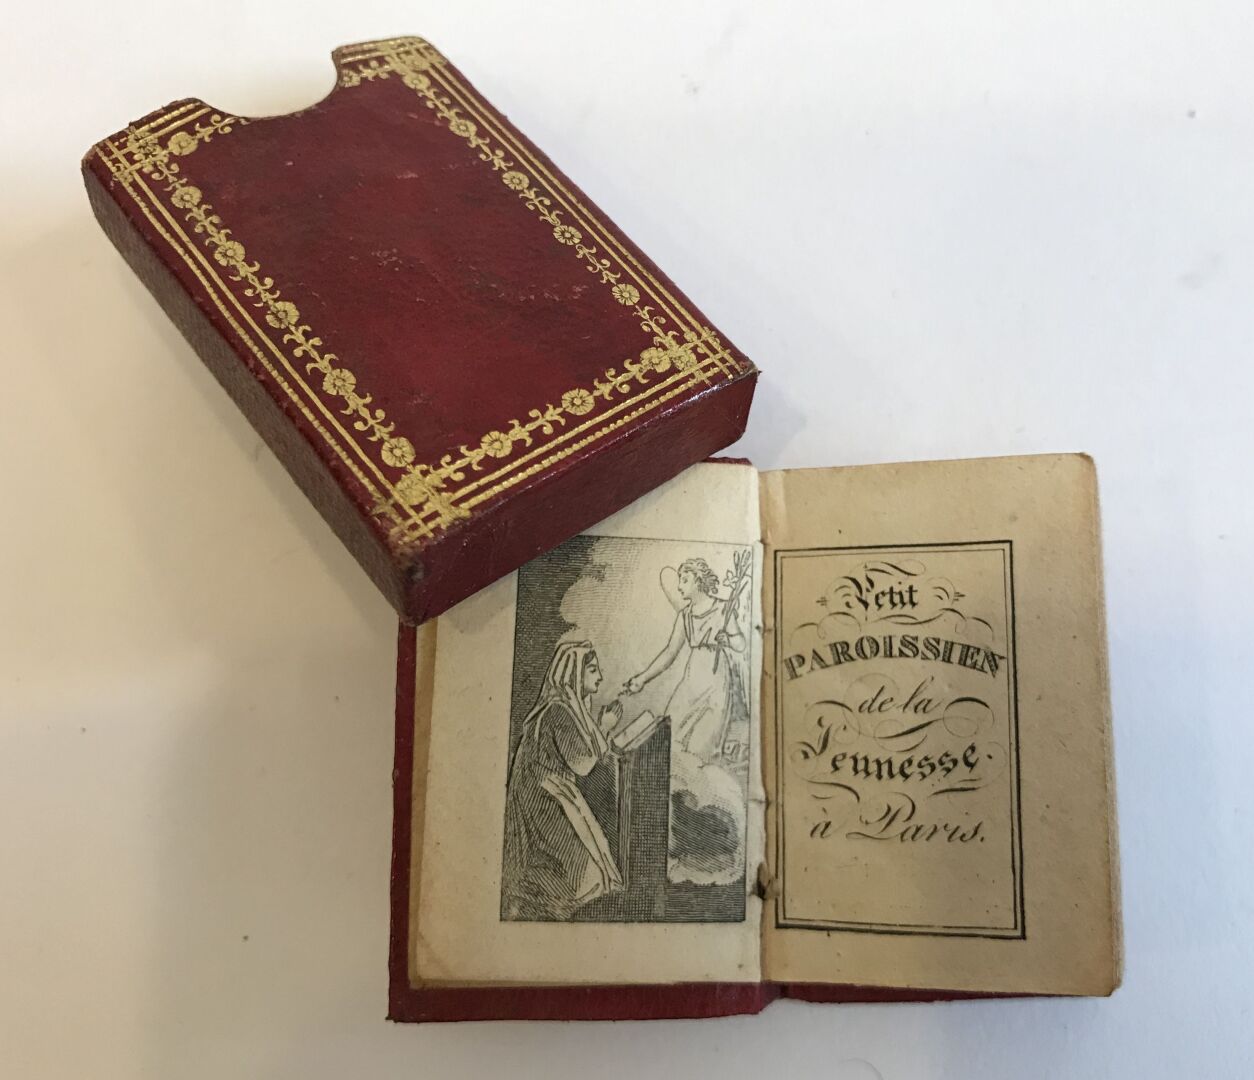 Petit
PAROISSIEN
de la
Jeunesse.
à Paris.